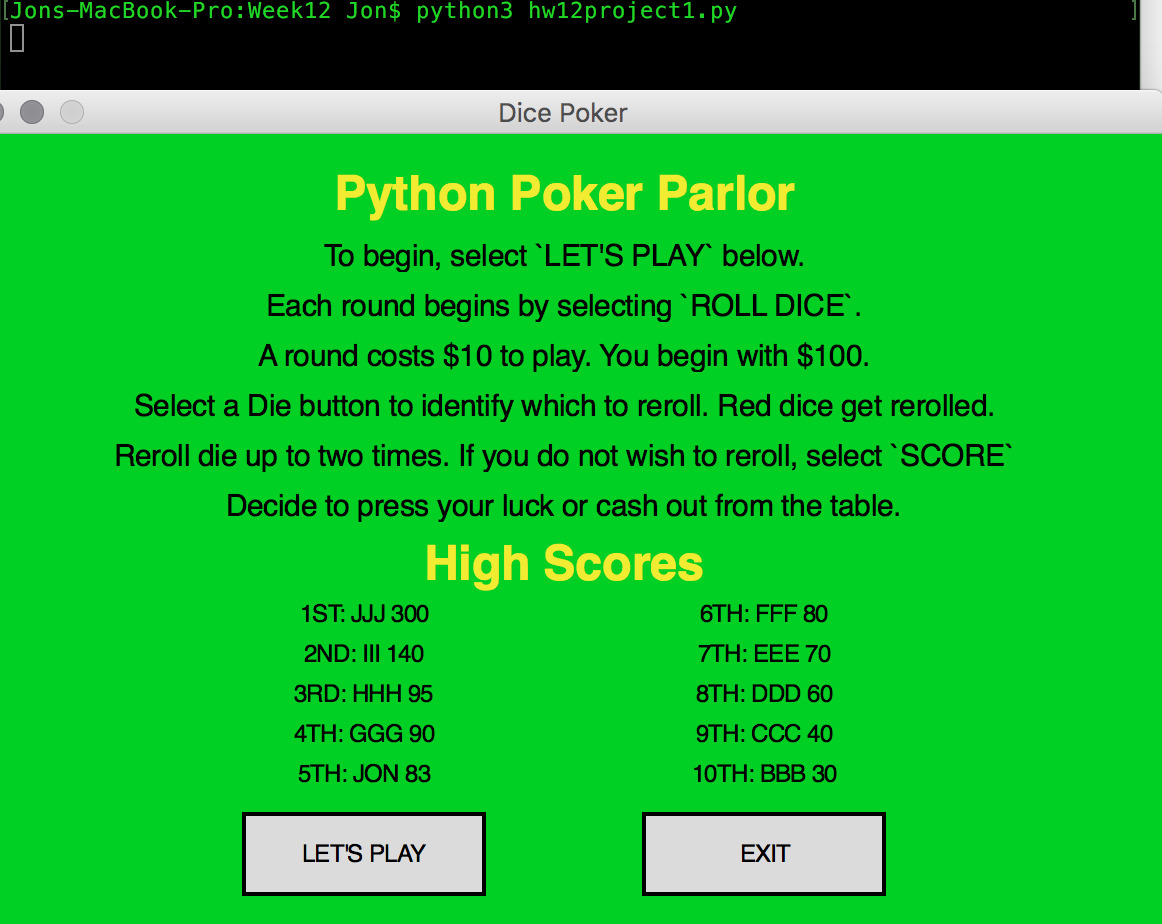 [Jons-MacBook-Pro:Week12 Jon$ python3 hw12project1.py ]
Dice Poker
Python Poker Parlor
To begin, select `LET'S PLAY` below.
Each round begins by selecting `ROLL DICE`.
A round costs $10 to play. You begin with $100.
Select a Die button to identify which to reroll. Red dice get rerolled.
Reroll die up to two times. If you do not wish to reroll, select `SCORE`
Decide to press your luck or cash out from the table.
High Scores
1ST: JJJ 300
2ND: III 140
3RD: HHH 95
4TH: GGG 90
5TH: JON 83
6TH: FFF 80
7TH: EEE 70
8TH: DDD 60
9TH: CCC 40
10TH: BBB 30
LET'S PLAY
EXIT